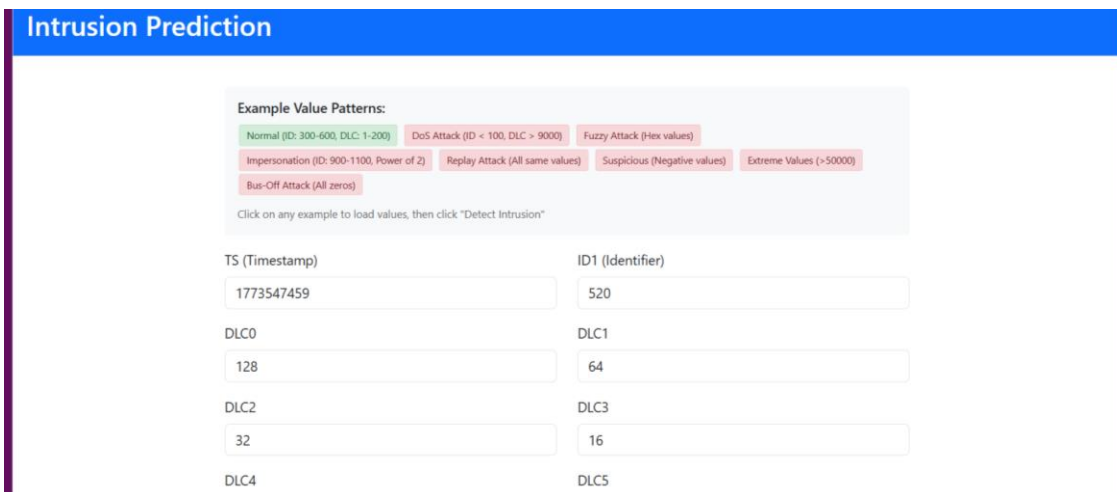 Intrusion Prediction
Example Value Patterns:
Normal (ID: 300-600, DLC: 1-200) DoS Attack (ID < 100, DLC > 9000) Fuzzy Attack (Hex values)
Impersonation (ID: 900-1100, Power of 2) Replay Attack (All same values) Suspicious (Negative values) Extreme Values (>50000)
Bus-Off Attack (All zeros)
Click on any example to load values, then click "Detect Intrusion"
TS (Timestamp) ID1 (Identifier)
1773547459 520
DLC0 DLC1
128 64
DLC2 DLC3
32 16
DLC4 DLC5